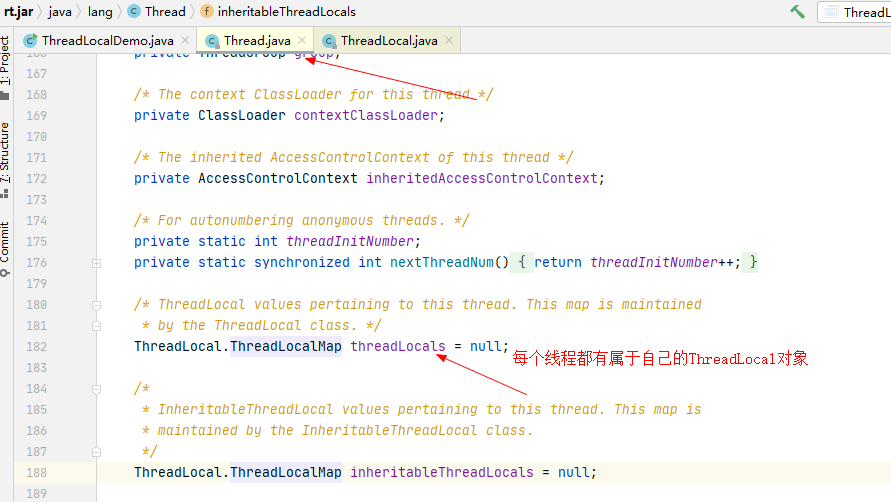 rt.jar > java > lang > Thread > inheritableThreadLocals
ThreadL
ThreadLocalDemo.java × Thread.java × ThreadLocal.java ×
1: Project
7: Structure
Commit
private ThreadGroup group;
167
168 /* The context ClassLoader for this thread */
169 private ClassLoader contextClassLoader;
170
171 /* The inherited AccessControlContext of this thread */
172 private AccessControlContext inheritedAccessControlContext;
173
174 /* For autonumbering anonymous threads. */
175 private static int threadInitNumber;
176 private static synchronized int nextThreadNum() { return threadInitNumber++; }
179
180 /* ThreadLocal values pertaining to this thread. This map is maintained
181 * by the ThreadLocal class. */
182 ThreadLocal.ThreadLocalMap threadLocals = null;
每个线程都有属于自己的ThreadLocal对象
183
184 /*
185 * InheritableThreadLocal values pertaining to this thread. This map is
186 * maintained by the InheritableThreadLocal class.
187 */
188 ThreadLocal.ThreadLocalMap inheritableThreadLocals = null;
189